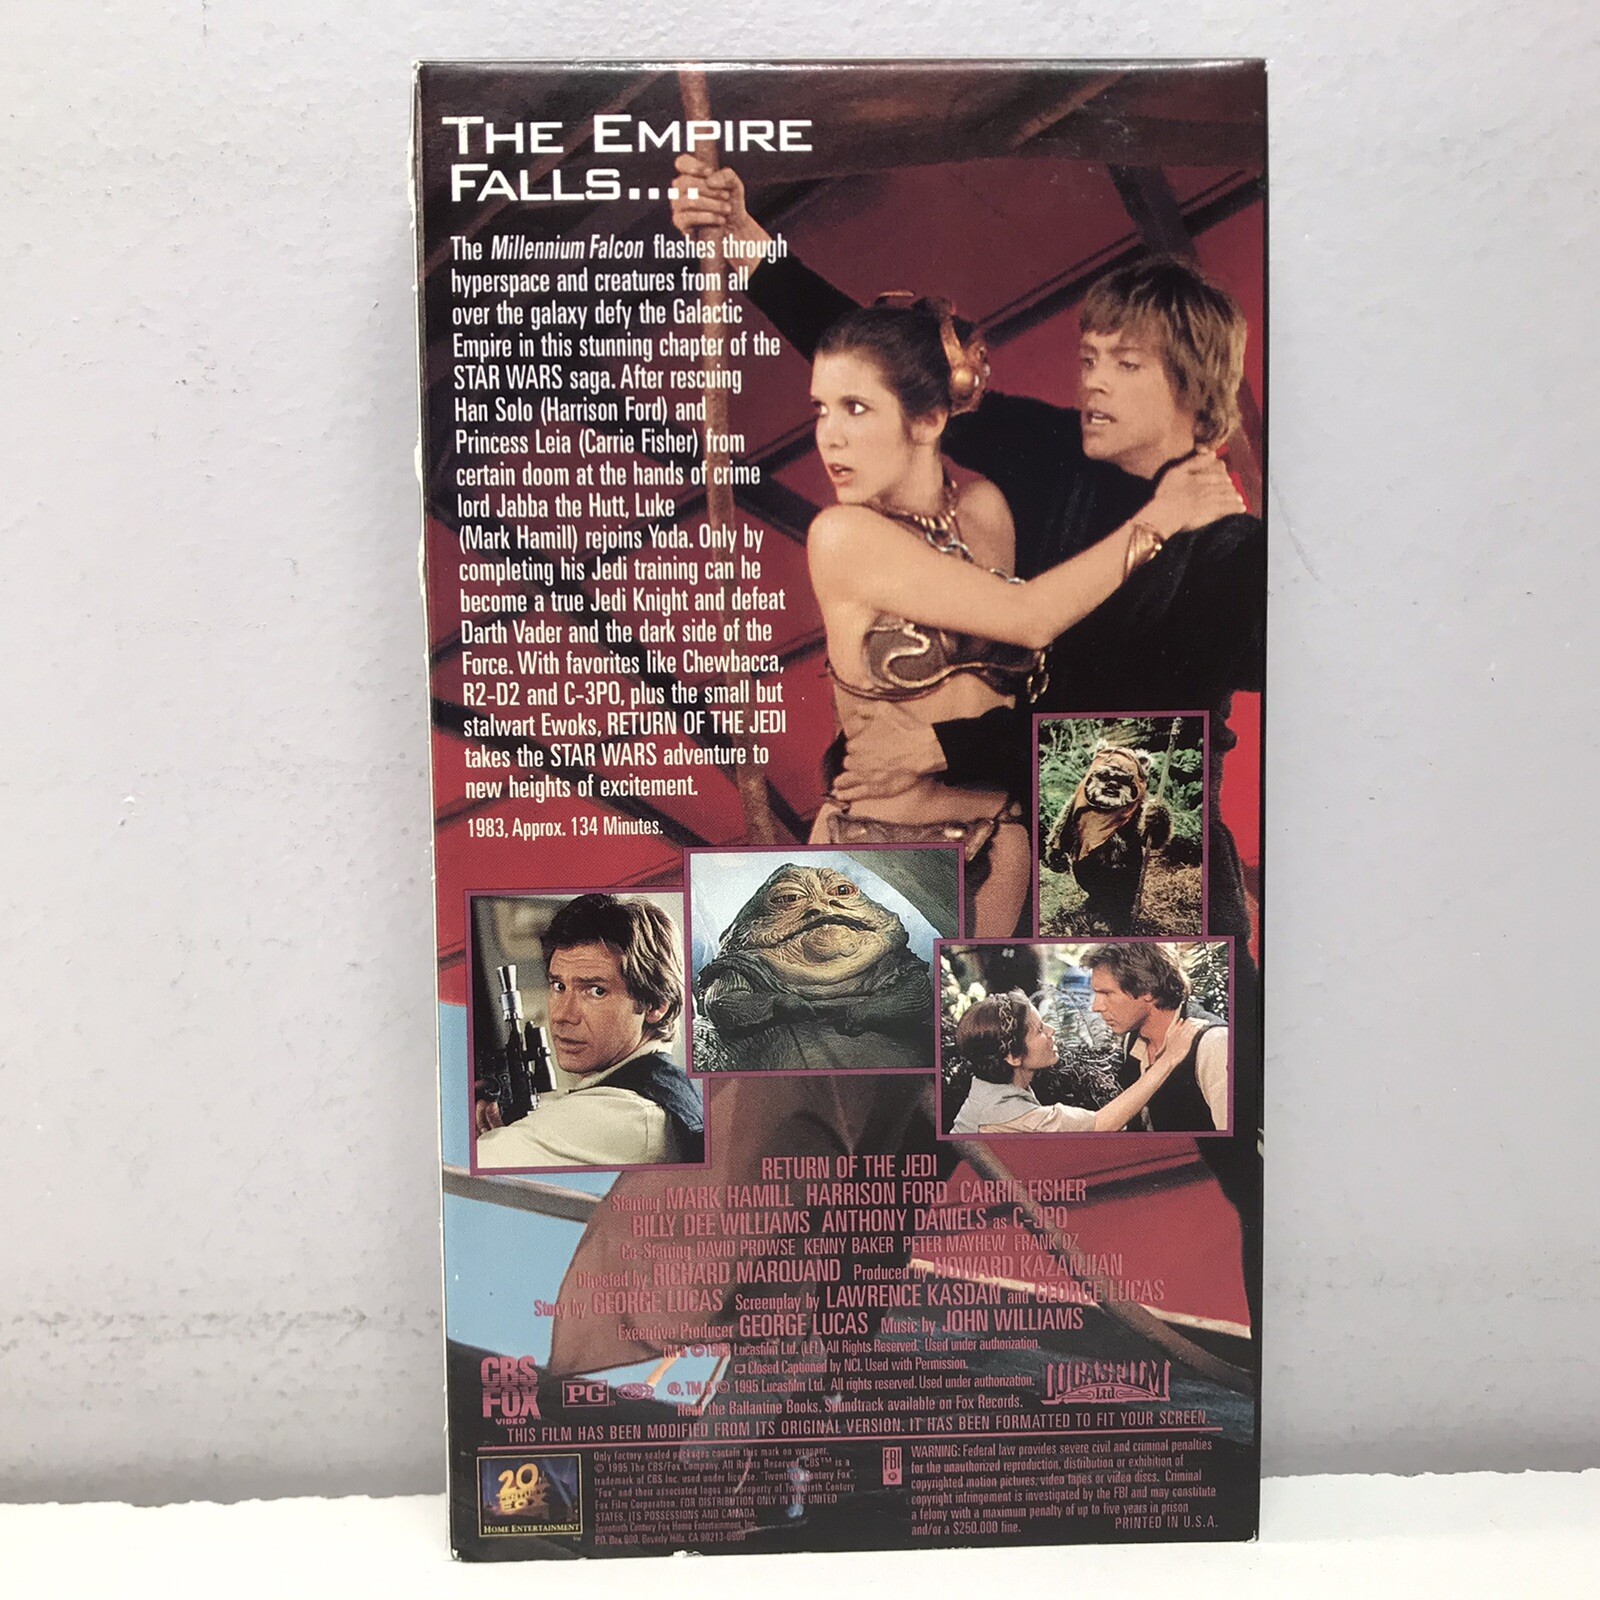 THE EMPIRE
FALLS....
The Millennium Falcon flashes through
hyperspace and creatures from all
over the galaxy defy the Galactic
Empire in this stunning chapter of the
STAR WARS saga. After rescuing
Han Solo (Harrison Ford) and
Princess Leia (Carrie Fisher) from
certain doom at the hands of crime
lord Jabba the Hutt, Luke
(Mark Hamill) rejoins Yoda. Only by
completing his Jedi training can he
become a true Jedi Knight and defeat
Darth Vader and the dark side of the
Force. With favorites like Chewbacca,
R2-D2 and C-3PO, plus the small but
stalwart Ewoks, RETURN OF THE JEDI
takes the STAR WARS adventure to
new heights of excitement.
1983, Approx. 134 Minutes.
RETURN OF THE JEDI
Starring MARK HAMILL HARRISON FORD CARRIE FISHER
BILLY DEE WILLIAMS ANTHONY DANIELS as C-3PO
Co-Starring DAVID PROWSE KENNY BAKER PETER MAYHEW FRANK OZ
Directed by RICHARD MARQUAND Produced by HOWARD KAZANJIAN
Story by GEORGE LUCAS Screenplay by LAWRENCE KASDAN and GEORGE LUCAS
Executive Producer GEORGE LUCAS Music by JOHN WILLIAMS
TM & © Lucasfilm Ltd. (LFL) All Rights Reserved. Used under authorization.
Closed Captioned by NCI. Used with Permission.
®, TM & © 1995 Lucasfilm Ltd. All rights reserved. Used under authorization.
Read the Ballantine Books. Soundtrack available on Fox Records.
CBS
FOX
VIDEO
PG
LUCASFILM
Ltd
THIS FILM HAS BEEN MODIFIED FROM ITS ORIGINAL VERSION. IT HAS BEEN FORMATTED TO FIT YOUR SCREEN.
20th
CENTURY
FOX
HOME ENTERTAINMENT
Only factory sealed packages contain this mark on wrapper.
© 1995 The CBS/Fox Company. All Rights Reserved. CBS™ is a
trademark of CBS Inc. used under license. "Twentieth Century Fox",
"Fox" and their associated logos are property of Twentieth Century
Fox Film Corporation. FOR DISTRIBUTION ONLY IN THE UNITED
STATES, ITS POSSESSIONS AND CANADA.
Twentieth Century Fox Home Entertainment, Inc.
P.O. Box 900, Beverly Hills, CA 90213-0900
FBI
WARNING: Federal law provides severe civil and criminal penalties
for the unauthorized reproduction, distribution or exhibition of
copyrighted motion pictures, video tapes or video discs. Criminal
copyright infringement is investigated by the FBI and may constitute
a felony with a maximum penalty of up to five years in prison
and/or a $250,000 fine.
PRINTED IN U.S.A.